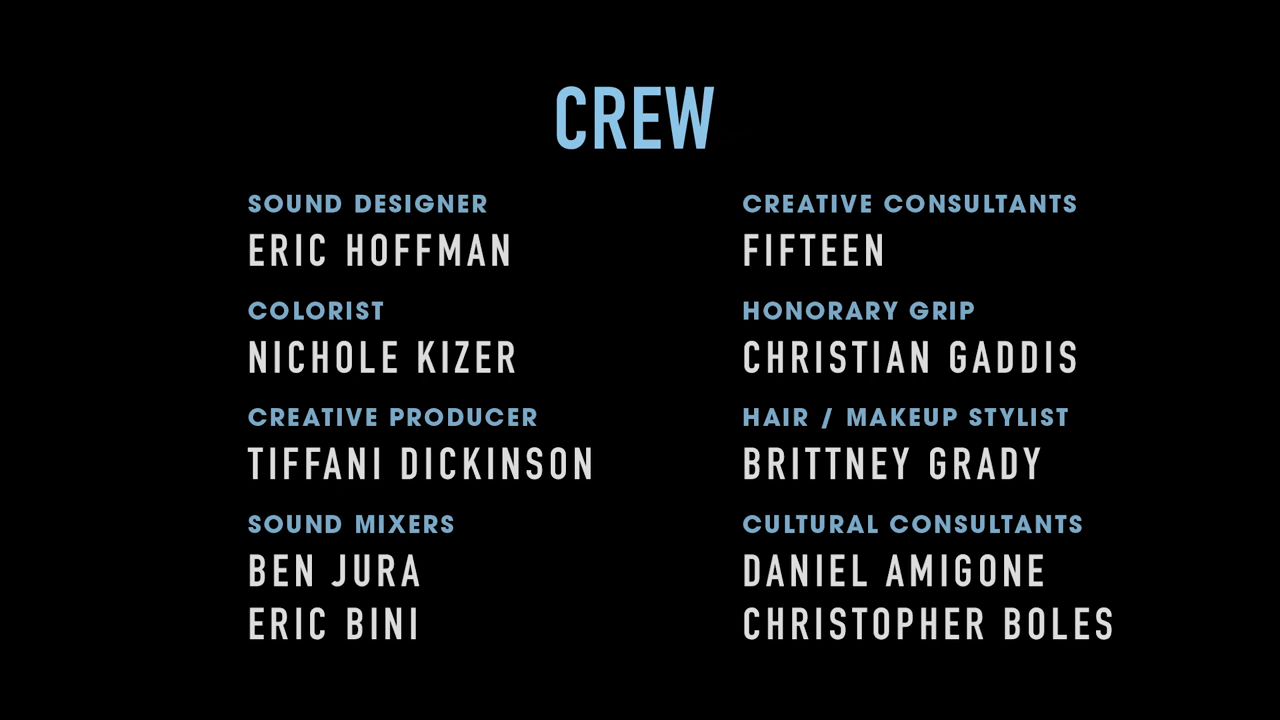 CREW
SOUND DESIGNER
ERIC HOFFMAN
COLORIST
NICHOLE KIZER
CREATIVE PRODUCER
TIFFANI DICKINSON
SOUND MIXERS
BEN JURA
ERIC BINI
CREATIVE CONSULTANTS
FIFTEEN
HONORARY GRIP
CHRISTIAN GADDIS
HAIR / MAKEUP STYLIST
BRITTNEY GRADY
CULTURAL CONSULTANTS
DANIEL AMIGONE
CHRISTOPHER BOLES